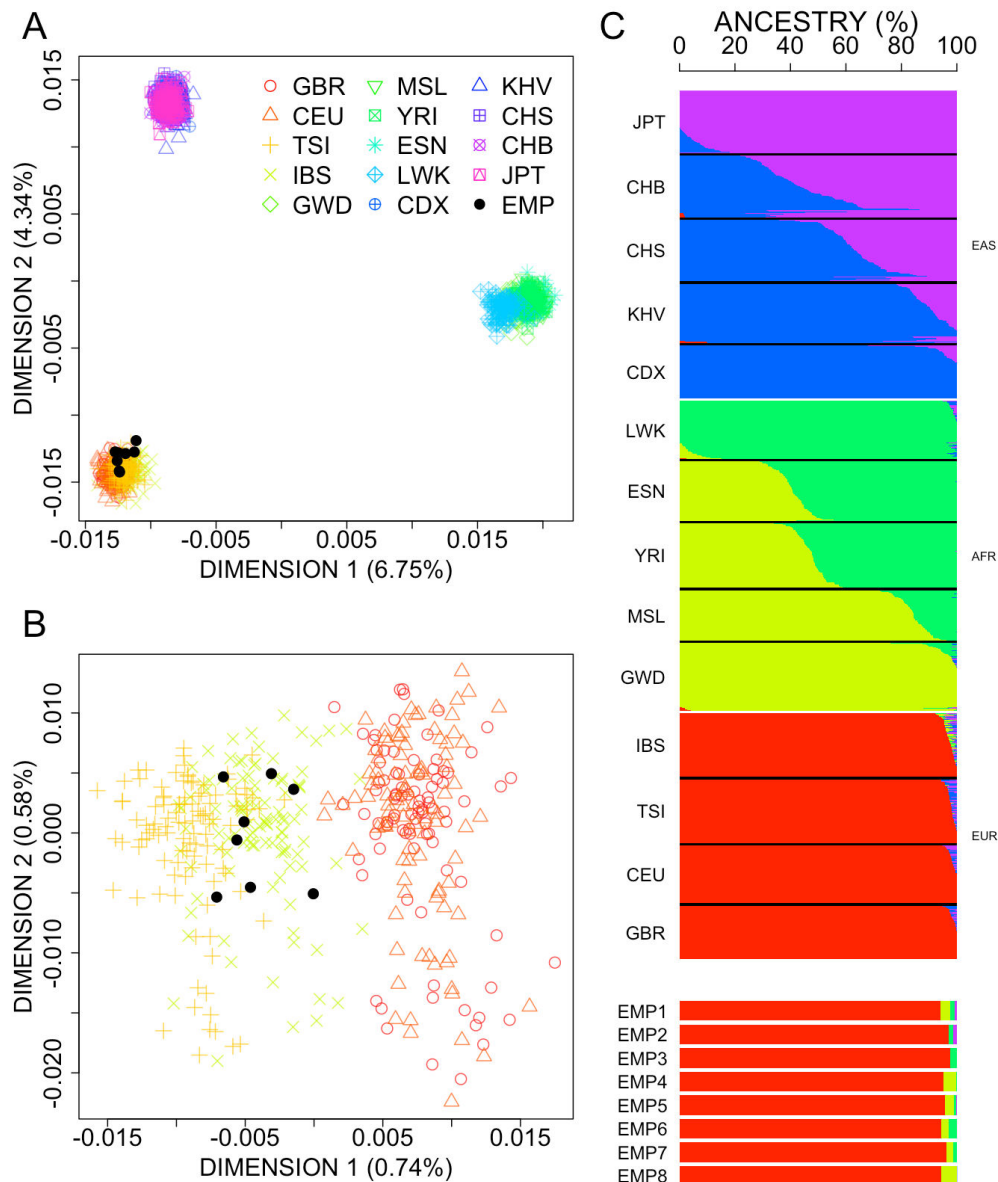 A
0.015
0.005
-0.005
-0.015
DIMENSION 2 (4.34%)
GBR
MSL
KHV
CEU
YRI
CHS
TSI
ESN
CHB
IBS
LWK
JPT
GWD
CDX
EMP
-0.015
-0.005
0.005
0.015
DIMENSION 1 (6.75%)
B
0.010
0.000
-0.010
-0.020
DIMENSION 2 (0.58%)
-0.015
-0.005
0.005
0.015
DIMENSION 1 (0.74%)
C
ANCESTRY (%)
0
20
40
60
80
100
JPT
CHB
CHS
KHV
CDX
EAS
LWK
ESN
YRI
MSL
GWD
AFR
IBS
TSI
CEU
GBR
EUR
EMP1
EMP2
EMP3
EMP4
EMP5
EMP6
EMP7
EMP8